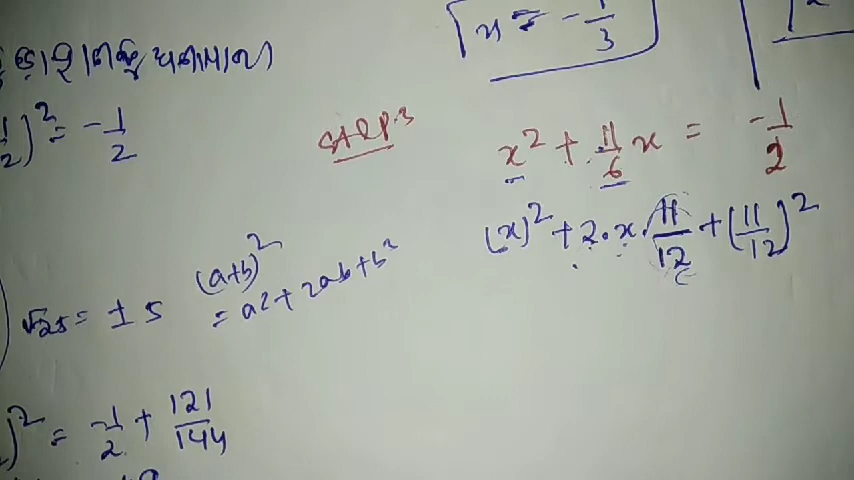 x = -1/3
/2)² = -1/2
STEP.3
x² + 11/6 x = -1/2
(x)² + 2.x.11/12 + (11/12)²
(a+b)²
= a² + 2ab + b²
√25 = ± 5
)² = -1/2 + 121/144